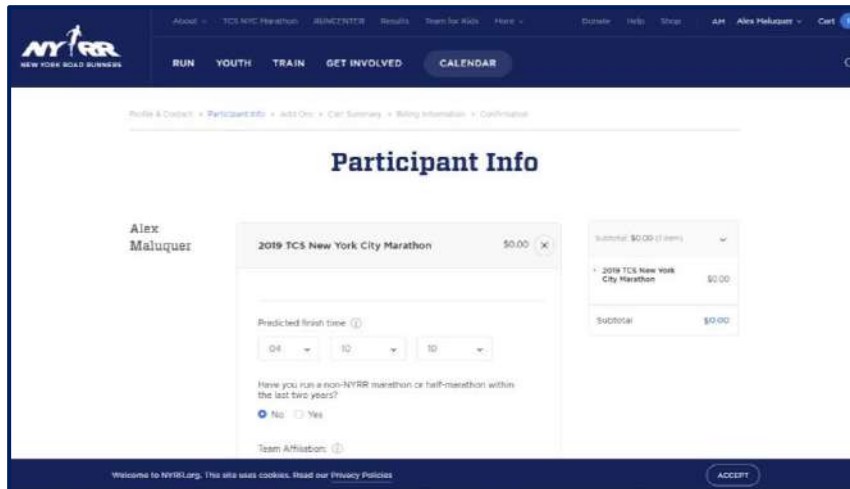 About TCS NYC Marathon RUNCENTER Results Team for Kids More Donate Help Shop AM Alex Maluquer Cart
NYRR
NEW YORK ROAD RUNNERS
RUN YOUTH TRAIN GET INVOLVED CALENDAR
Profile & Contact Participant Info Add Ons Cart Summary Billing Information Confirmation
Participant Info
Alex
Maluquer
2019 TCS New York City Marathon $0.00
Subtotal: $0.00 (1 item)
2019 TCS New York
City Marathon $0.00
Subtotal $0.00
Predicted finish time:
04 10 10
Have you run a non-NYRR marathon or half-marathon within
the last two years?
No Yes
Team Affiliation:
Welcome to NYRR.org. This site uses cookies. Read our Privacy Policies
ACCEPT